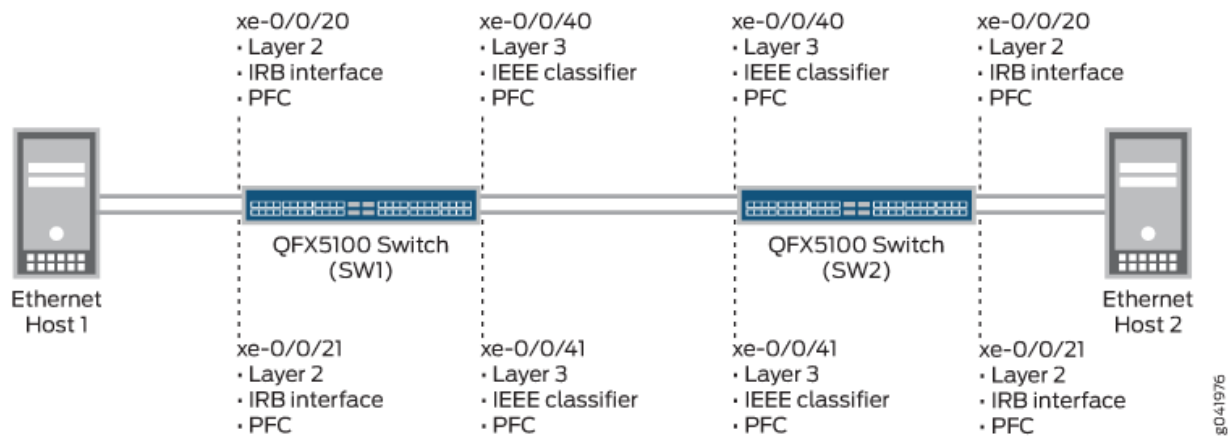 xe-0/0/20
· Layer 2
· IRB interface
· PFC
xe-0/0/40
· Layer 3
· IEEE classifier
· PFC
xe-0/0/40
· Layer 3
· IEEE classifier
· PFC
xe-0/0/20
· Layer 2
· IRB interface
· PFC
Ethernet
Host 1
QFX5100 Switch
(SW1)
QFX5100 Switch
(SW2)
Ethernet
Host 2
xe-0/0/21
· Layer 2
· IRB interface
· PFC
xe-0/0/41
· Layer 3
· IEEE classifier
· PFC
xe-0/0/41
· Layer 3
· IEEE classifier
· PFC
xe-0/0/21
· Layer 2
· IRB interface
· PFC
g041976